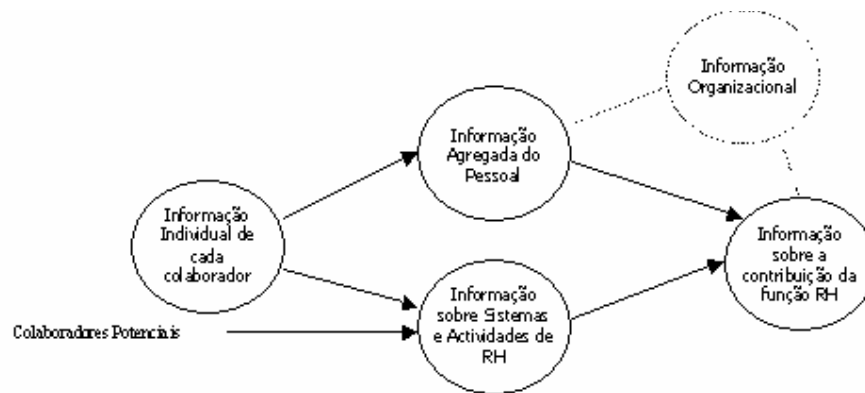 Informação
Organizacional
Informação
Agregada do
Pessoal
Informação
Individual de
cada
colaborador
Informação
sobre a
contribuição da
função RH
Informação
sobre Sistemas
e Actividades de
RH
Colaboradores Potenciais